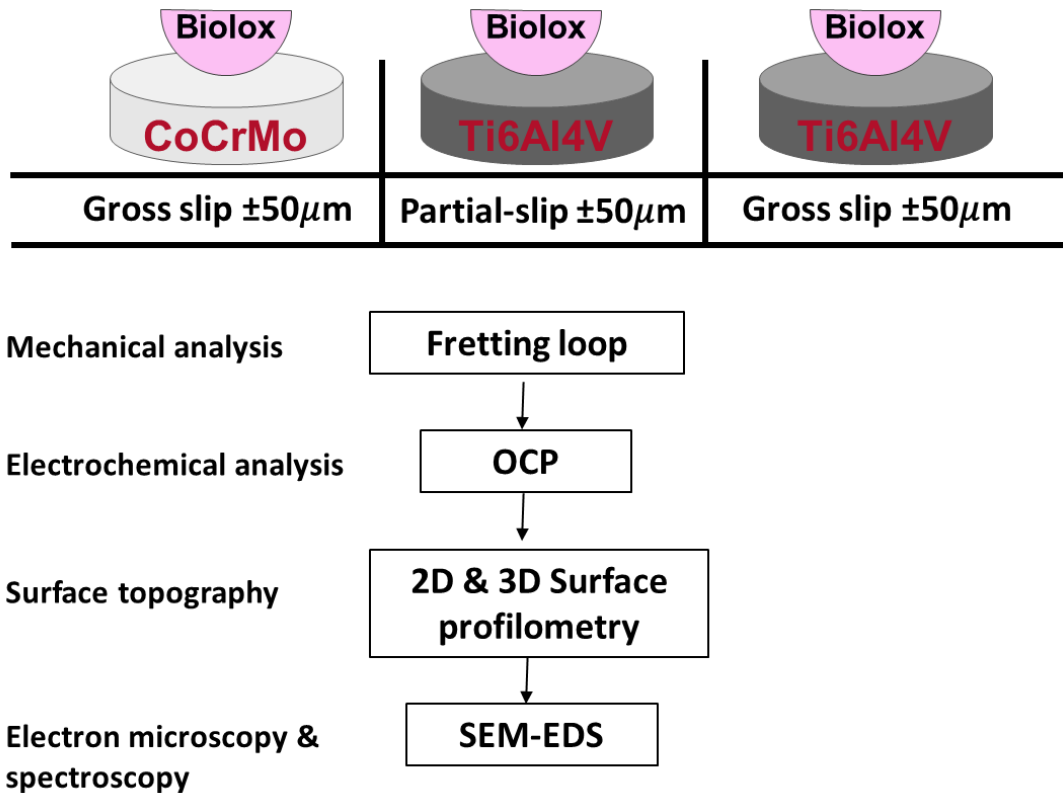 Biolox
Biolox
Biolox
CoCrMo
Ti6Al4V
Ti6Al4V
Gross slip ±50𝜇m
Partial-slip ±50𝜇m
Gross slip ±50𝜇m
Mechanical analysis
Fretting loop
Electrochemical analysis
OCP
Surface topography
2D & 3D Surface
profilometry
Electron microscopy &
spectroscopy
SEM-EDS